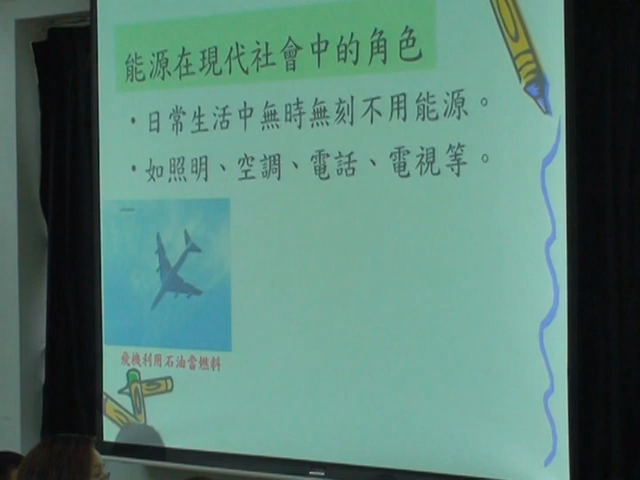 能源在現代社會中的角色
・日常生活中無時無刻不用能源。
・如照明、空調、電話、電視等。
飛機利用石油當燃料